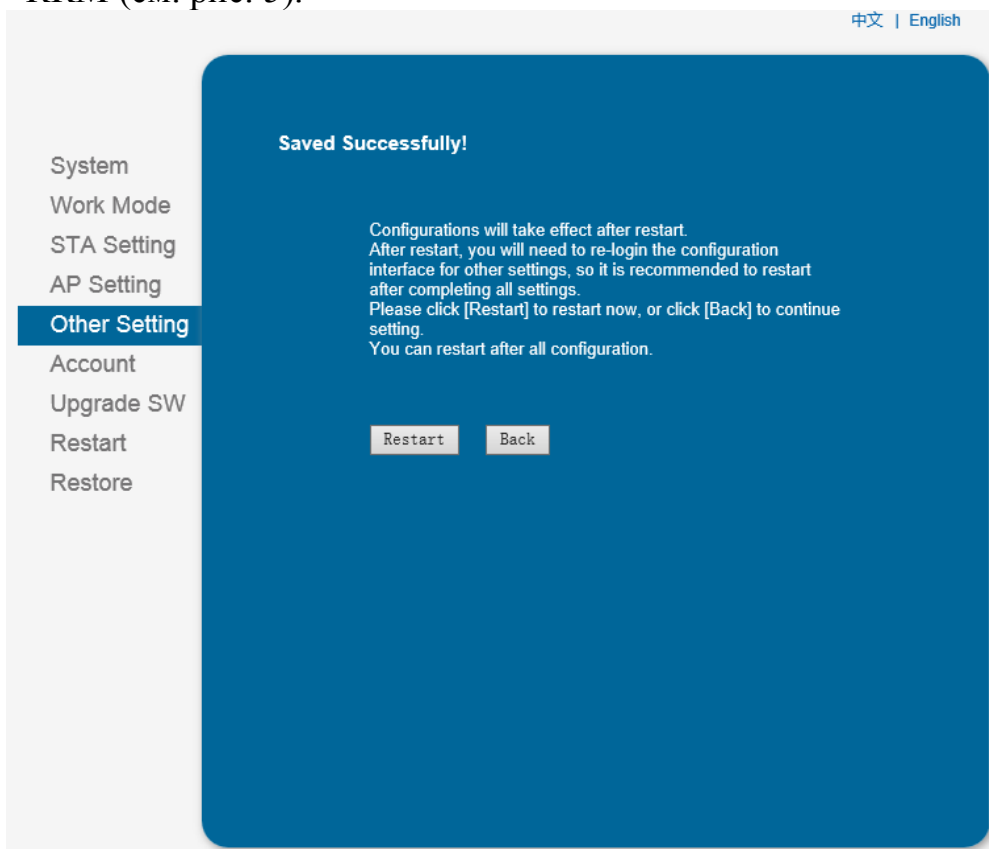 ККМ (см. рис.
中文 | English
Saved Successfully!
System
Work Mode
STA Setting
AP Setting
Other Setting
Account
Upgrade SW
Restart
Restore
Configurations will take effect after restart.
After restart, you will need to re-login the configuration
interface for other settings, so it is recommended to restart
after completing all settings.
Please click [Restart] to restart now, or click [Back] to continue
setting.
You can restart after all configuration.
Restart Back